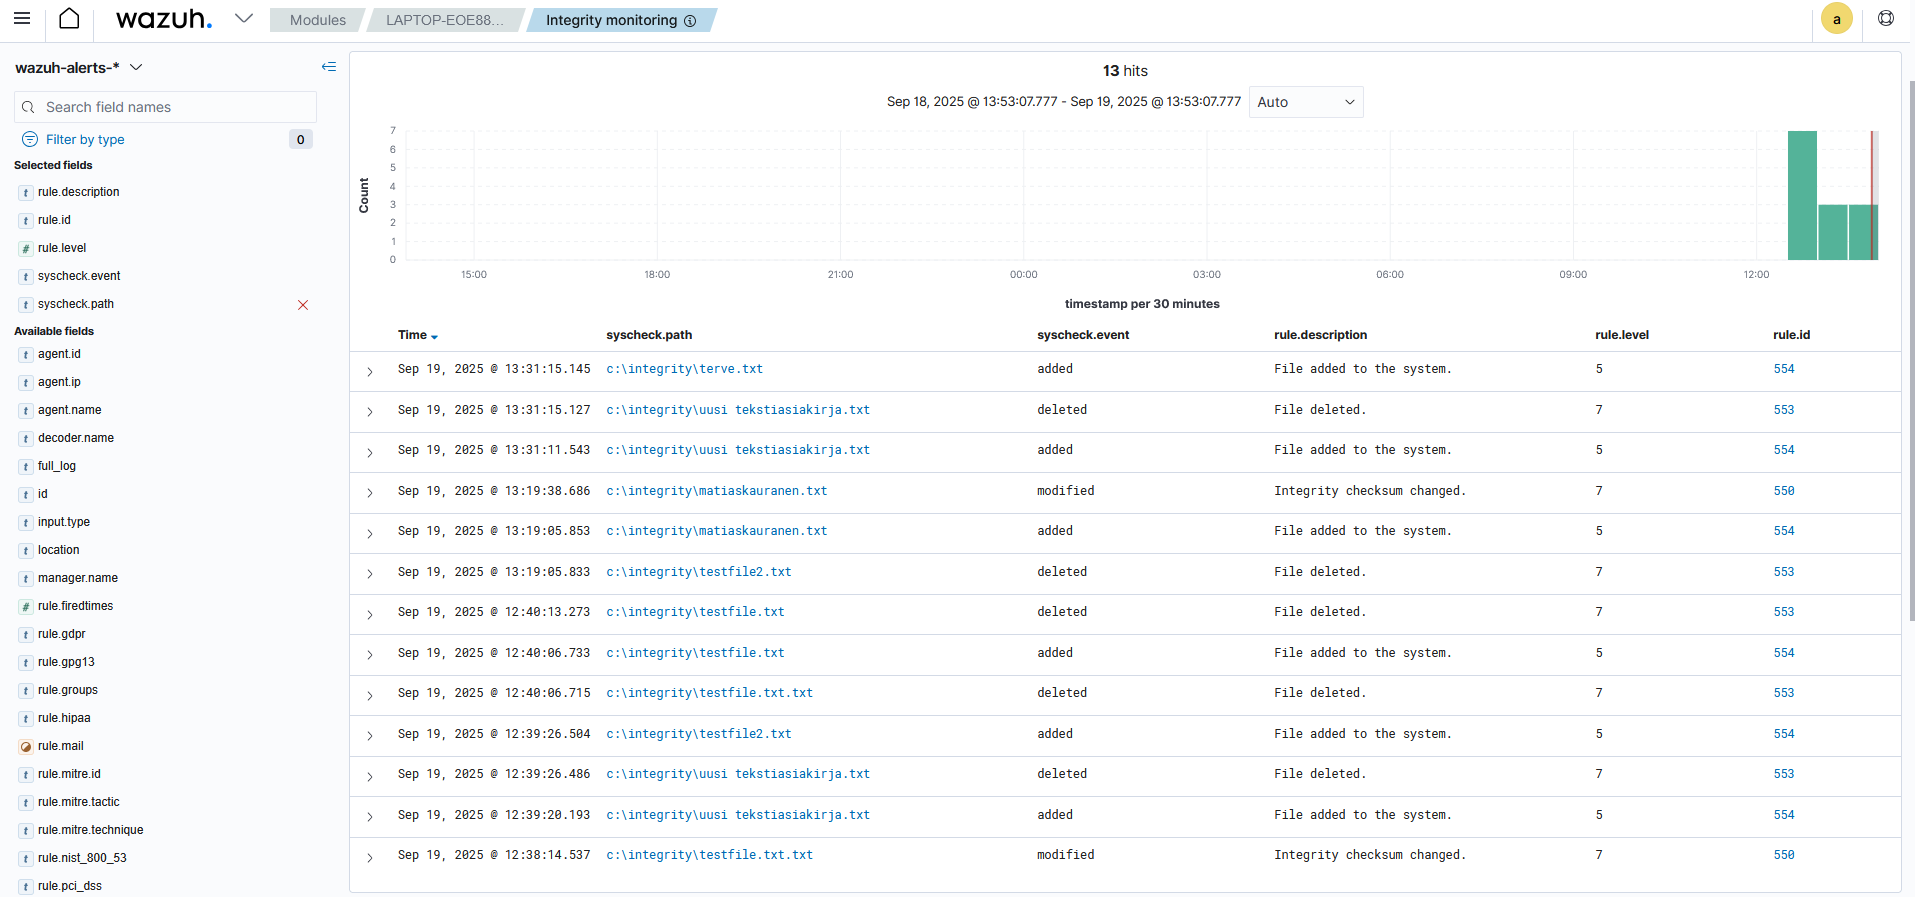 wazuh.
Modules
LAPTOP-EOE88...
Integrity monitoring
a
wazuh-alerts-*
Search field names
Filter by type 0
Selected fields
t rule.description
t rule.id
# rule.level
t syscheck.event
t syscheck.path
Available fields
t agent.id
t agent.ip
t agent.name
t decoder.name
t full_log
t id
t input.type
t location
t manager.name
# rule.firedtimes
t rule.gdpr
t rule.gpg13
t rule.groups
t rule.hipaa
rule.mail
t rule.mitre.id
t rule.mitre.tactic
t rule.mitre.technique
t rule.nist_800_53
t rule.pci_dss
13 hits
Sep 18, 2025 @ 13:53:07.777 - Sep 19, 2025 @ 13:53:07.777 Auto
Count
7
6
5
4
3
2
1
0
15:00 18:00 21:00 00:00 03:00 06:00 09:00 12:00
timestamp per 30 minutes
Time syscheck.path syscheck.event rule.description rule.level rule.id
Sep 19, 2025 @ 13:31:15.145 c:\integrity\terve.txt added File added to the system. 5 554
Sep 19, 2025 @ 13:31:15.127 c:\integrity\uusi tekstiasiakirja.txt deleted File deleted. 7 553
Sep 19, 2025 @ 13:31:11.543 c:\integrity\uusi tekstiasiakirja.txt added File added to the system. 5 554
Sep 19, 2025 @ 13:19:38.686 c:\integrity\matiaskauranen.txt modified Integrity checksum changed. 7 550
Sep 19, 2025 @ 13:19:05.853 c:\integrity\matiaskauranen.txt added File added to the system. 5 554
Sep 19, 2025 @ 13:19:05.833 c:\integrity\testfile2.txt deleted File deleted. 7 553
Sep 19, 2025 @ 12:40:13.273 c:\integrity\testfile.txt deleted File deleted. 7 553
Sep 19, 2025 @ 12:40:06.733 c:\integrity\testfile.txt added File added to the system. 5 554
Sep 19, 2025 @ 12:40:06.715 c:\integrity\testfile.txt.txt deleted File deleted. 7 553
Sep 19, 2025 @ 12:39:26.504 c:\integrity\testfile2.txt added File added to the system. 5 554
Sep 19, 2025 @ 12:39:26.486 c:\integrity\uusi tekstiasiakirja.txt deleted File deleted. 7 553
Sep 19, 2025 @ 12:39:20.193 c:\integrity\uusi tekstiasiakirja.txt added File added to the system. 5 554
Sep 19, 2025 @ 12:38:14.537 c:\integrity\testfile.txt.txt modified Integrity checksum changed. 7 550